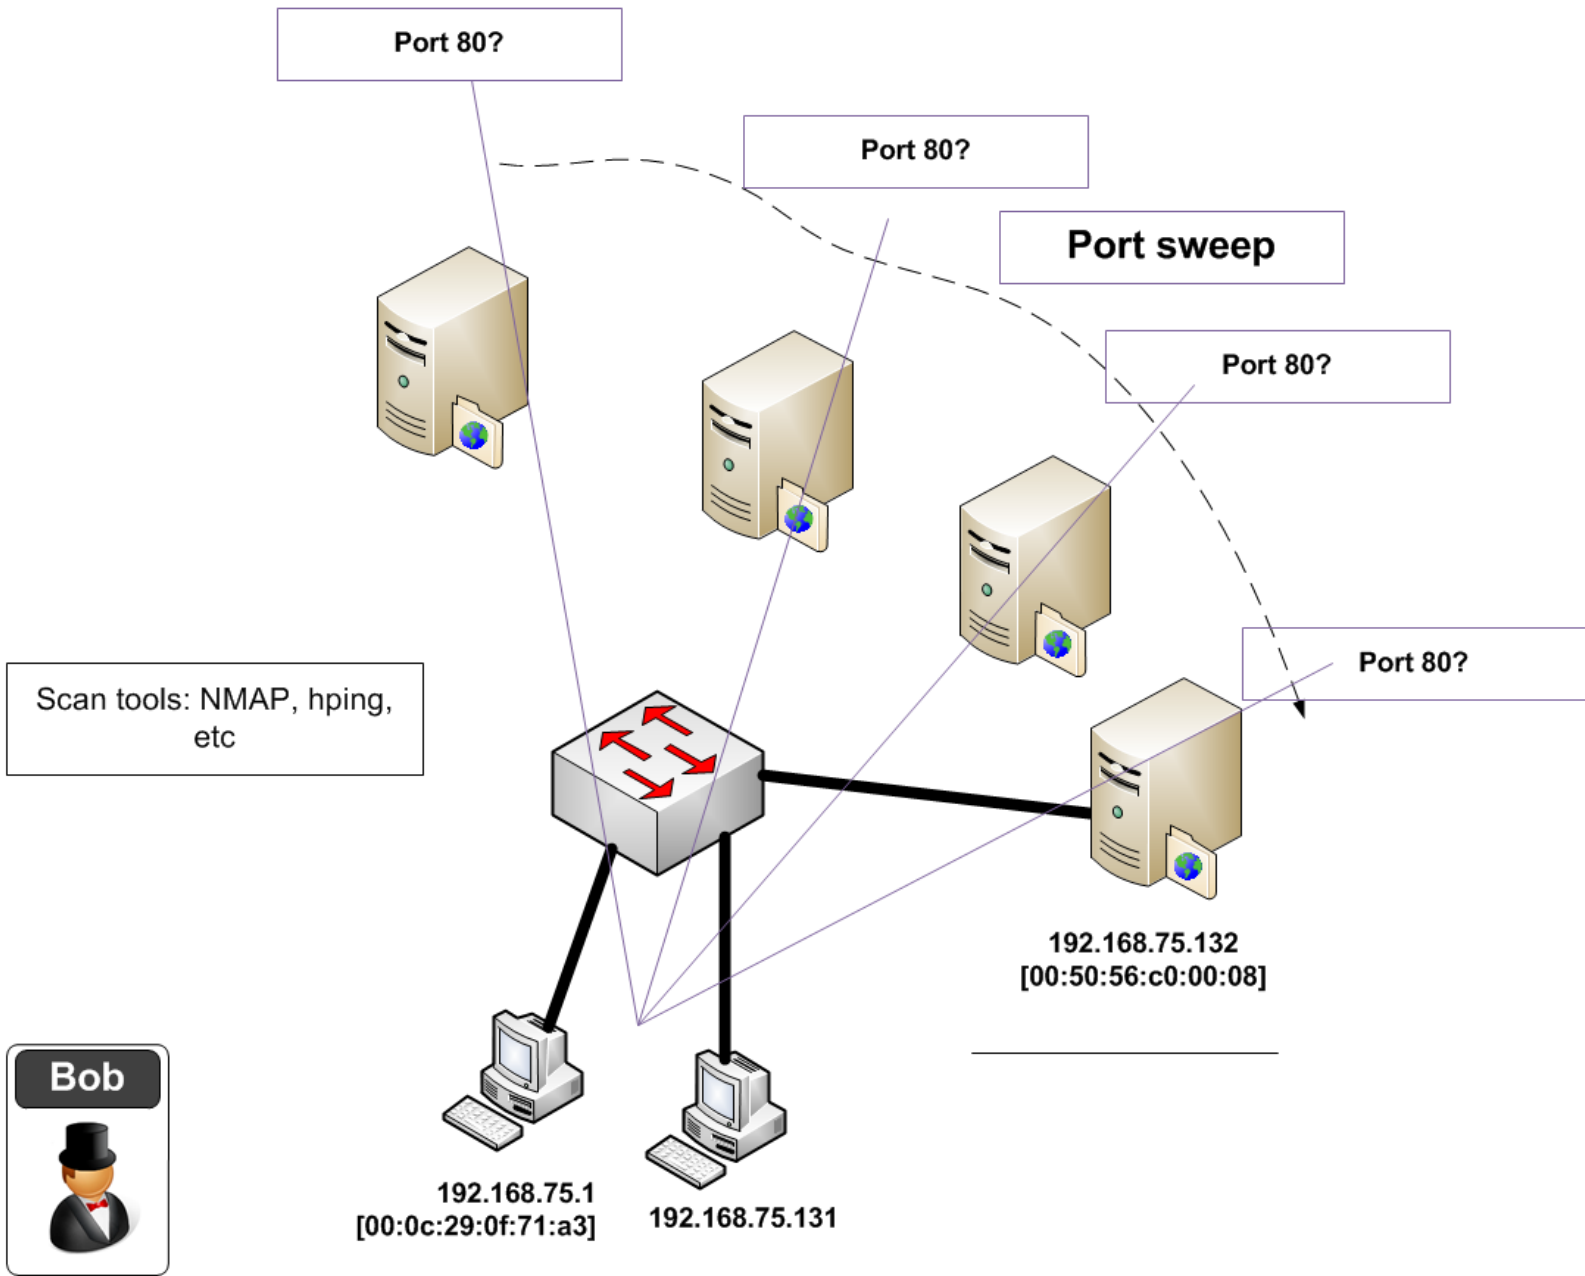 Port 80?
Port 80?
Port sweep
Port 80?
Port 80?
Scan tools: NMAP, hping,
etc
192.168.75.132
[00:50:56:c0:00:08]
Bob
192.168.75.1
[00:0c:29:0f:71:a3]
192.168.75.131